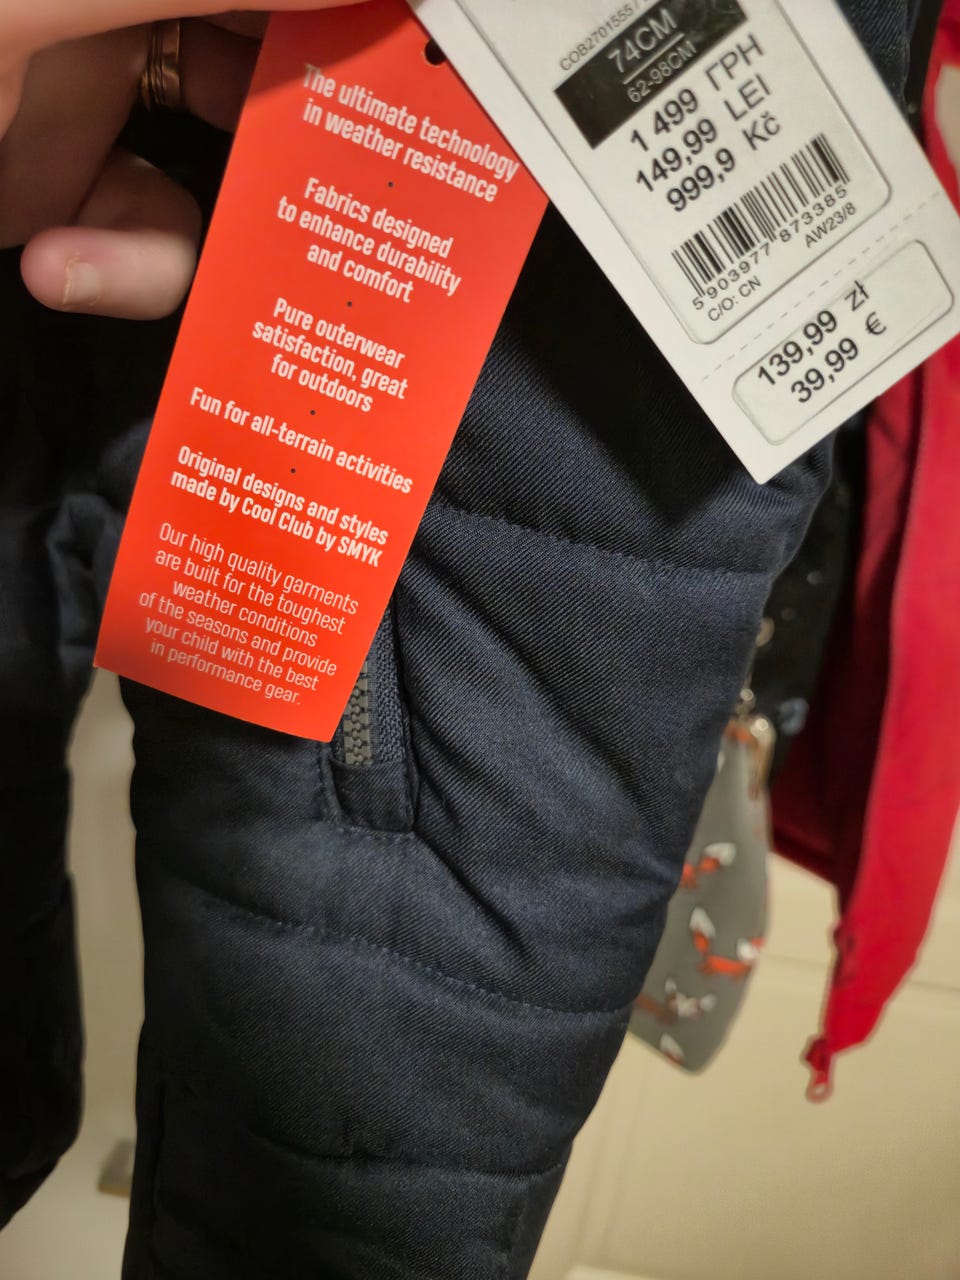 The ultimate technology
in weather resistance
Fabrics designed
to enhance durability
and comfort
Pure outerwear
satisfaction, great
for outdoors
Fun for all-terrain activities
Original designs and styles
made by Cool Club by SMYK
Our high quality garments
are built for the toughest
weather conditions
of the seasons and provide
your child with the best
in performance gear.
COB2701555 /
74CM
62-98CM
1 499 ГРН
149,99 LEI
999,9 Kč
5 903977 873385
C/O: CN AW23/8
139,99 zł
39,99 €